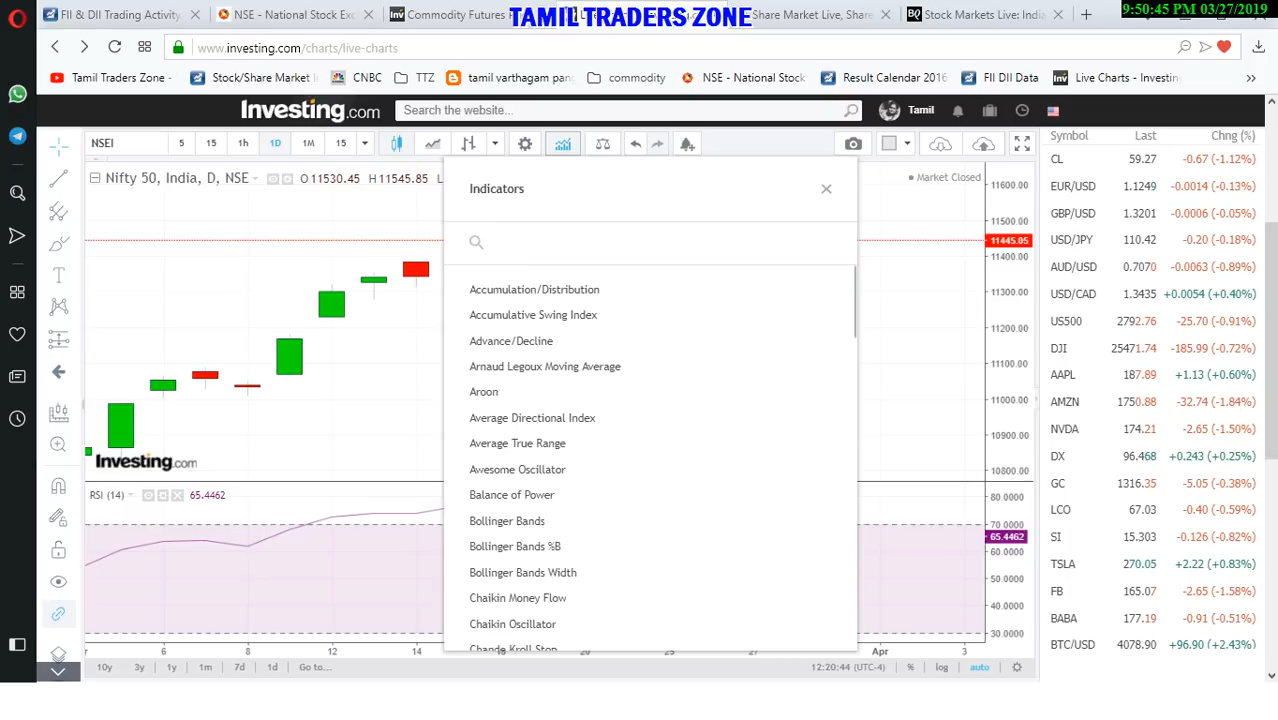 FII & DII Trading Activity
NSE - National Stock Exc
Commodity Futures
TAMIL TRADERS ZONE
Share Market Live, Share
Stock Markets Live: Ind
9:50:45 PM 03/27/2019
www.investing.com/charts/live-charts
Tamil Traders Zone -
Stock/Share Market
CNBC
TTZ
tamil varthagam pan
commodity
NSE - National Stock
Result Calendar 2016
FII DII Data
Live Charts - Investin
Investing.com
Search the website...
Tamil
NSEI 5 15 1h 1D 1M 15
Nifty 50, India, D, NSE O 11530.45 H 11545.85 L
Market Closed
Indicators
Accumulation/Distribution
Accumulative Swing Index
Advance/Decline
Arnaud Legoux Moving Average
Aroon
Average Directional Index
Average True Range
Awesome Oscillator
Balance of Power
Bollinger Bands
Bollinger Bands %B
Bollinger Bands Width
Chaikin Money Flow
Chaikin Oscillator
Chande Kroll Stop
11600.00
11500.00
11445.05
11400.00
11300.00
11200.00
11100.00
11000.00
10900.00
10800.00
Investing.com
RSI (14) 65.4462
80.0000
70.0000
65.4462
60.0000
50.0000
40.0000
30.0000
6 8 12 14 20 25 27 Apr 3
10y 3y 1y 1m 7d 1d Go to...
12:20:44 (UTC-4) % log auto
Symbol Last Chng (%)
CL 59.27 -0.67 (-1.12%)
EUR/USD 1.1249 -0.0014 (-0.13%)
GBP/USD 1.3201 -0.0006 (-0.05%)
USD/JPY 110.42 -0.20 (-0.18%)
AUD/USD 0.7070 -0.0063 (-0.89%)
USD/CAD 1.3435 +0.0054 (+0.40%)
US500 2792.76 -25.70 (-0.91%)
DJI 25471.74 -185.99 (-0.72%)
AAPL 187.89 +1.13 (+0.60%)
AMZN 1750.88 -32.74 (-1.84%)
NVDA 174.21 -2.65 (-1.50%)
DX 96.468 +0.243 (+0.25%)
GC 1316.35 -5.05 (-0.38%)
LCO 67.03 -0.40 (-0.59%)
SI 15.303 -0.126 (-0.82%)
TSLA 270.05 +2.22 (+0.83%)
FB 165.07 -2.65 (-1.58%)
BABA 177.19 -0.91 (-0.51%)
BTC/USD 4078.90 +96.90 (+2.43%)